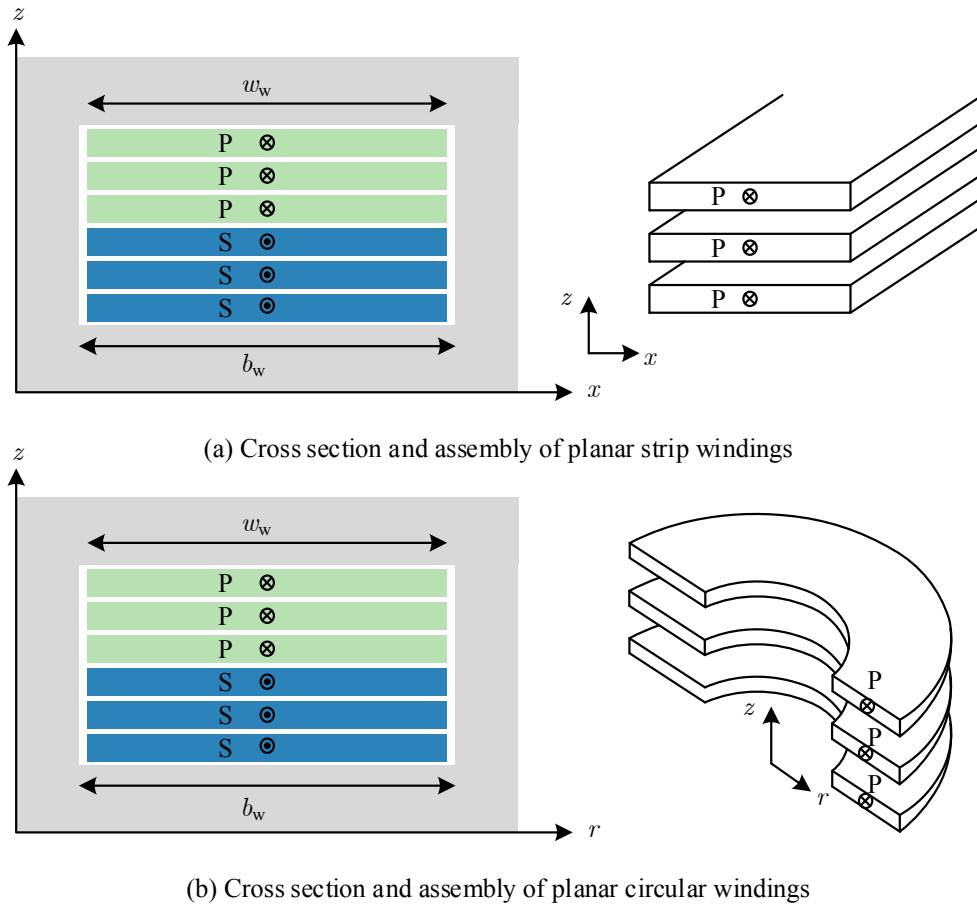 z
w_w
P ⊗
P ⊗
P ⊗
S ⊙
S ⊙
S ⊙
b_w
x
P ⊗
P ⊗
P ⊗
z
x
(a) Cross section and assembly of planar strip windings
z
w_w
P ⊗
P ⊗
P ⊗
S ⊙
S ⊙
S ⊙
b_w
r
P ⊗
P ⊗
P ⊗
z
r
(b) Cross section and assembly of planar circular windings